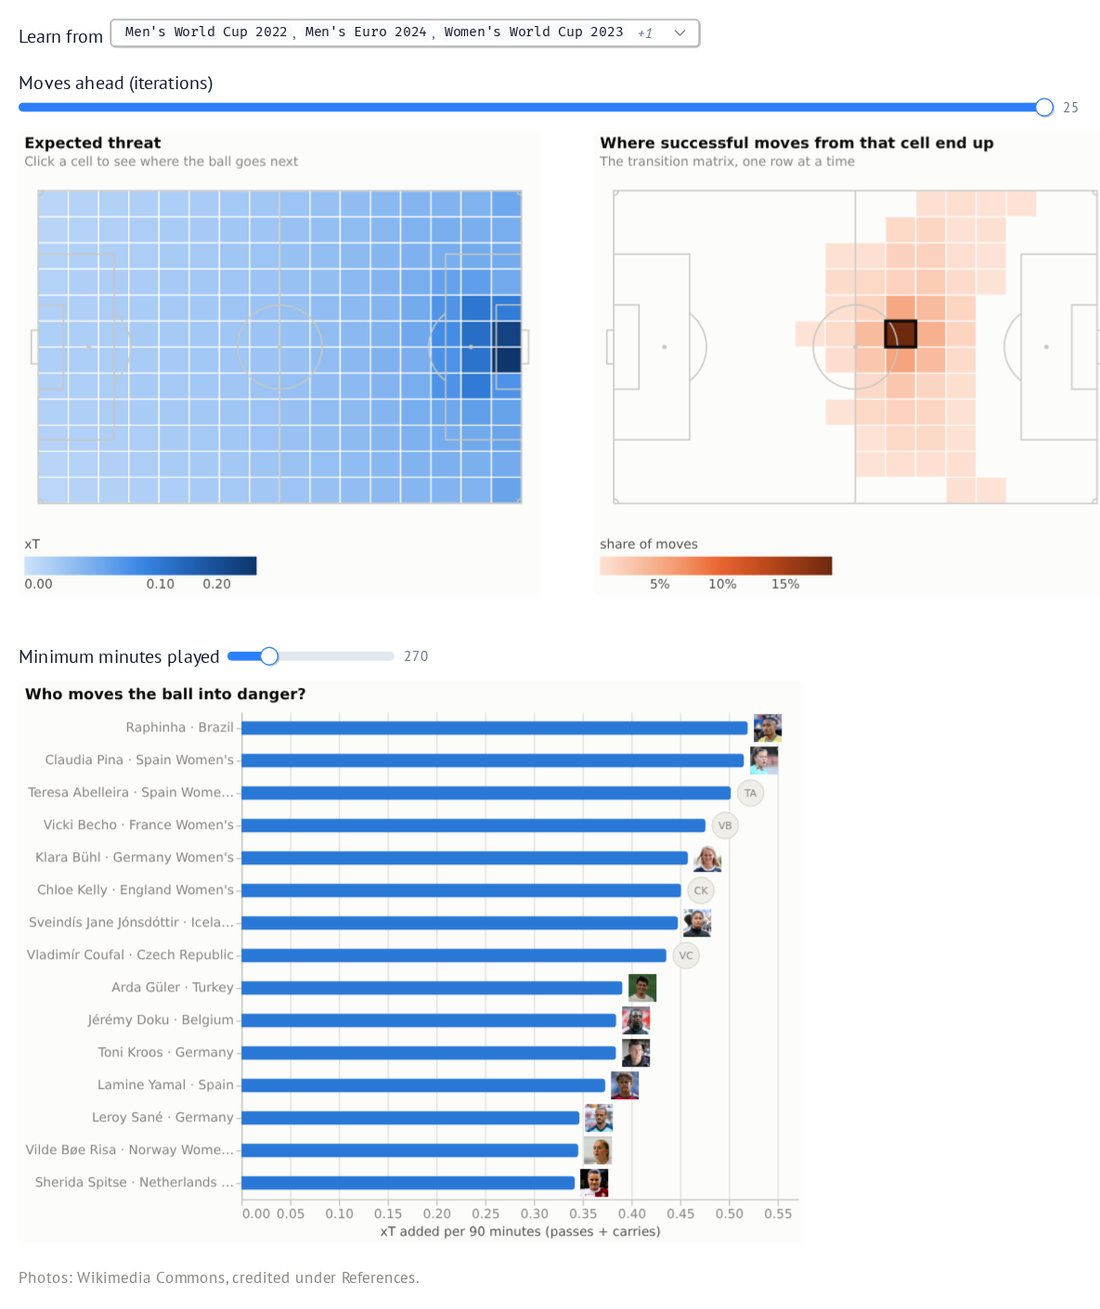 Learn from Men's World Cup 2022, Men's Euro 2024, Women's World Cup 2023 +1
Moves ahead (iterations)
25
Expected threat
Click a cell to see where the ball goes next
xT
0.00 0.10 0.20
Where successful moves from that cell end up
The transition matrix, one row at a time
share of moves
5% 10% 15%
Minimum minutes played 270
Who moves the ball into danger?
Raphinha · Brazil
Claudia Pina · Spain Women's
Teresa Abelleira · Spain Wome... TA
Vicki Becho · France Women's VB
Klara Bühl · Germany Women's
Chloe Kelly · England Women's CK
Sveindís Jane Jónsdóttir · Icela...
Vladimír Coufal · Czech Republic VC
Arda Güler · Turkey
Jérémy Doku · Belgium
Toni Kroos · Germany
Lamine Yamal · Spain
Leroy Sané · Germany
Vilde Bøe Risa · Norway Wome...
Sherida Spitse · Netherlands ...
0.00 0.05 0.10 0.15 0.20 0.25 0.30 0.35 0.40 0.45 0.50 0.55
xT added per 90 minutes (passes + carries)
Photos: Wikimedia Commons, credited under References.